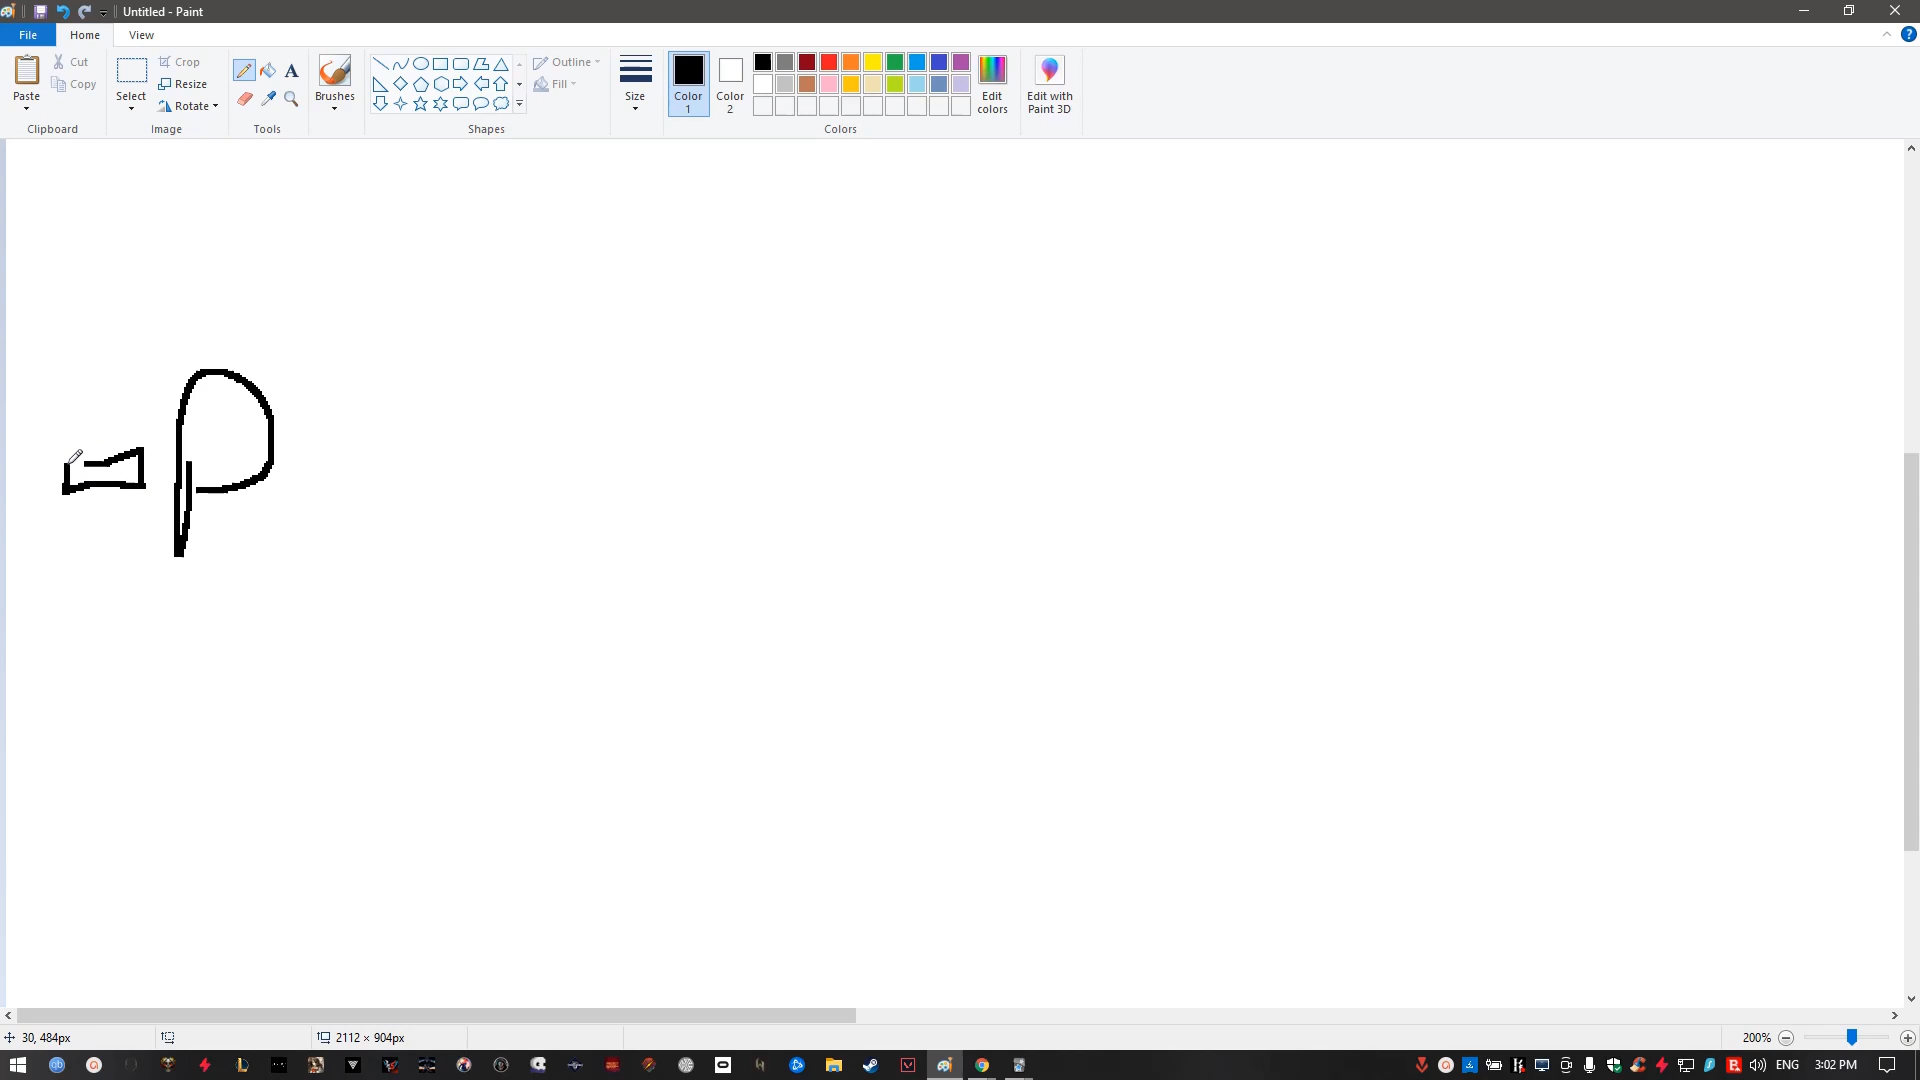 Untitled - Paint
File Home View
Paste
Cut
Copy
Clipboard
Select
Crop
Resize
Rotate
Image
A
Tools
Brushes
Outline
Fill
Shapes
Size
Color 1
Color 2
Edit colors
Colors
Edit with Paint 3D
P
30, 484px
2112 × 904px
200%
ENG
3:02 PM